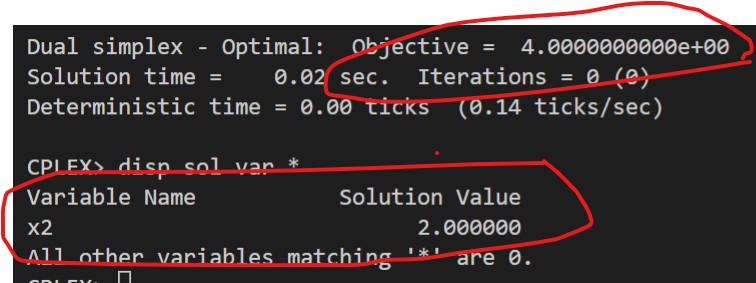 Dual simplex - Optimal:  Objective =  4.0000000000e+00
Solution time =    0.02 sec.  Iterations = 0 (0)
Deterministic time = 0.00 ticks  (0.14 ticks/sec)
CPLEX> disp sol var *
Variable Name           Solution Value
x2                            2.000000
All other variables matching '*' are 0.
CPLEX>